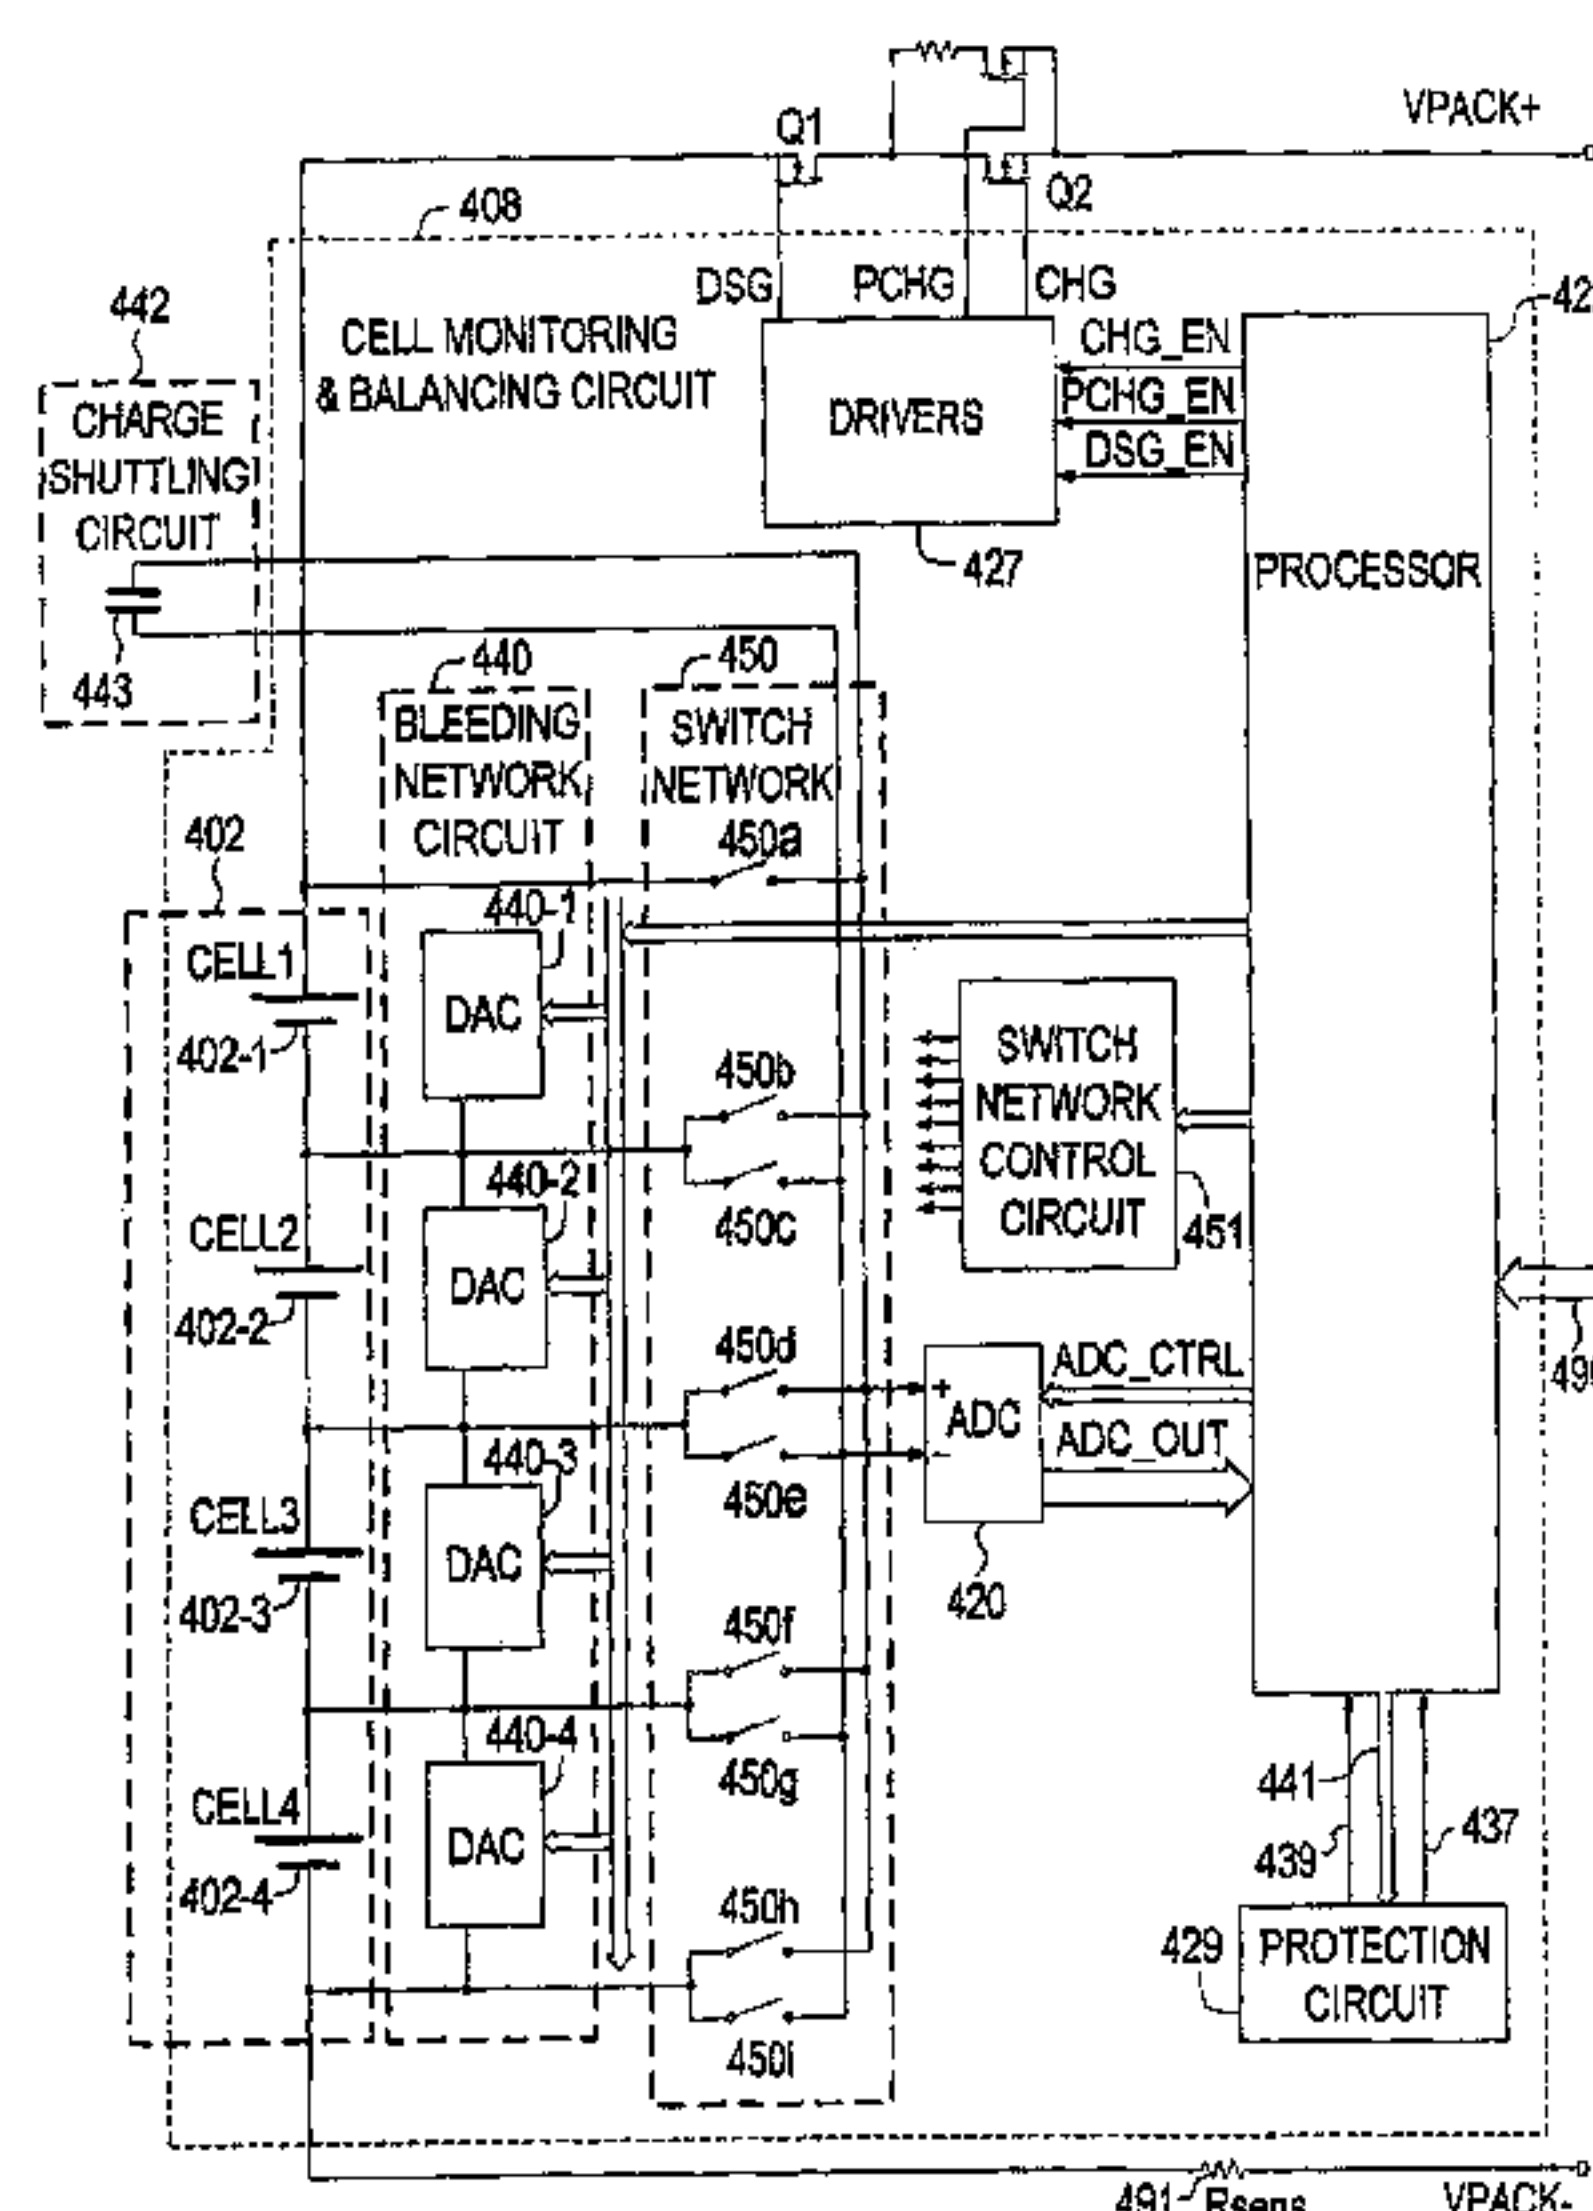 VPACK+
Q1
Q2
408
DSG
PCHG
CHG
442
CELL MONITORING
& BALANCING CIRCUIT
CHG_EN
PCHG_EN
DSG_EN
DRIVERS
427
CHARGE
SHUTTLING
CIRCUIT
443
PROCESSOR
440
450
BLEEDING
NETWORK
CIRCUIT
SWITCH
NETWORK
450a
402
440-1
CELL1
DAC
402-1
450b
450c
SWITCH
NETWORK
CONTROL
CIRCUIT
451
440-2
CELL2
DAC
402-2
450d
450e
+
-
ADC
ADC_CTRL
ADC_OUT
420
440-3
CELL3
DAC
402-3
450f
450g
440-4
CELL4
DAC
402-4
450h
450i
441
439
437
429
PROTECTION
CIRCUIT
491
Rsens
VPACK-